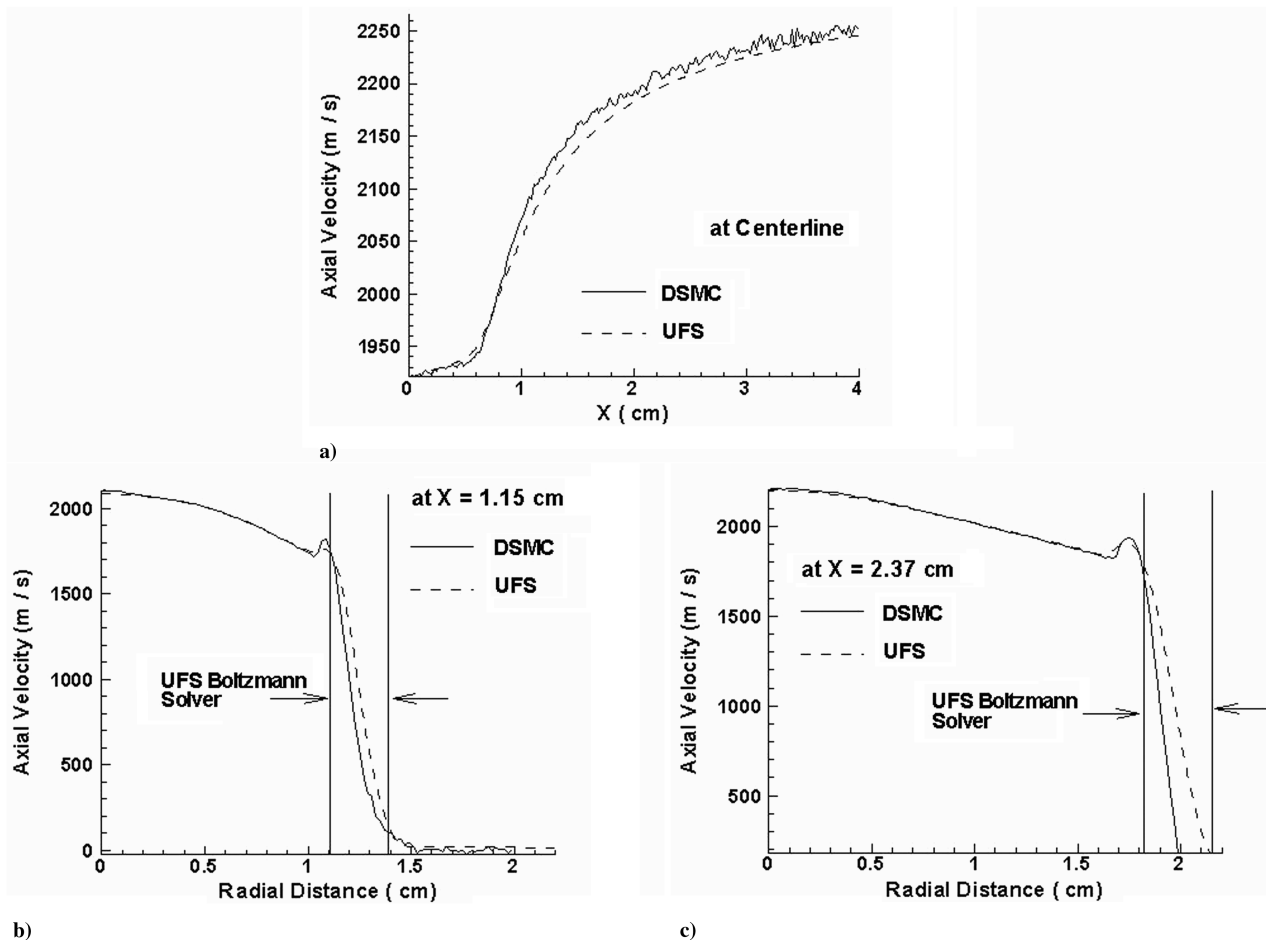 2250
2200
2150
2100
2050
2000
1950
Axial Velocity (m / s)
at Centerline
DSMC
UFS
0
1
2
3
4
X ( cm)
a)
2000
1500
1000
500
0
Axial Velocity (m / s)
at X = 1.15 cm
DSMC
UFS
UFS Boltzmann
Solver
0
0.5
1
1.5
2
Radial Distance ( cm)
b)
2000
1500
1000
500
Axial Velocity (m / s)
at X = 2.37 cm
DSMC
UFS
UFS Boltzmann
Solver
0
0.5
1
1.5
2
Radial Distance ( cm)
c)